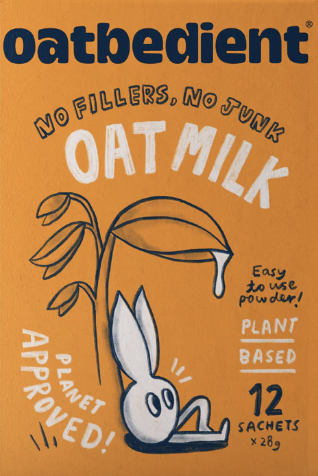 oatbedient®
NO FILLERS, NO JUNK
OAT MILK
Easy
to use
powder!
PLANT
BASED
12
SACHETS
x 28g
PLANET
APPROVED!